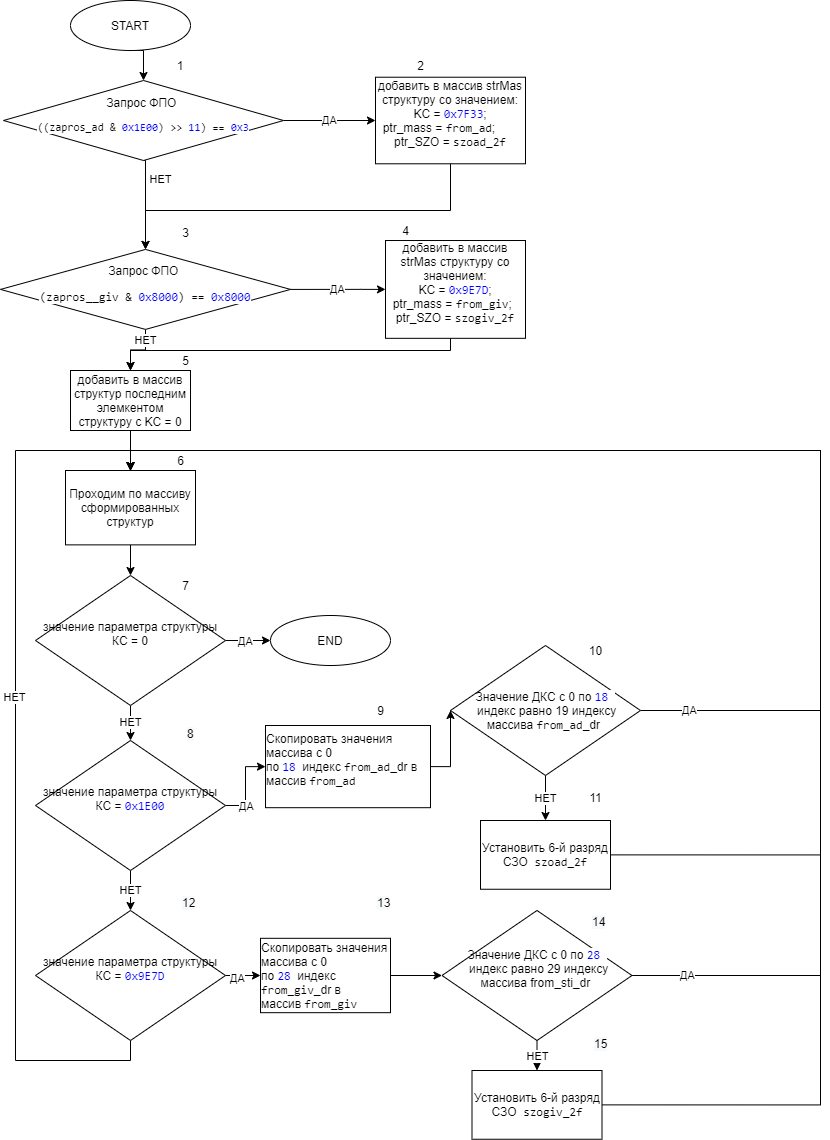 START
1
Запрос ФПО
((zapros_ad & 0x1E00) >> 11) == 0x3
ДА
НЕТ
2
добавить в массив strMas
структуру со значением:
КС = 0x7F33;
ptr_mass = from_ad;
ptr_SZO = szoad_2f
3
Запрос ФПО
(zapros__giv & 0x8000) == 0x8000
ДА
НЕТ
4
добавить в массив
strMas структуру со
значением:
КС = 0x9E7D;
ptr_mass = from_giv;
ptr_SZO = szogiv_2f
5
добавить в массив
структур последним
элемкентом
структуру с КС = 0
6
Проходим по массиву
сформированных
структур
7
значение параметра структуры
КС = 0
ДА
END
НЕТ
НЕТ
8
значение параметра структуры
КС = 0x1E00
ДА
НЕТ
9
Скопировать значения
массива с 0
по 18 индекс from_ad_dr в
массив from_ad
10
Значение ДКС с 0 по 18
индекс равно 19 индексу
массива from_ad_dr
ДА
НЕТ
11
Установить 6-й разряд
СЗО szoad_2f
12
значение параметра структуры
КС = 0x9E7D
ДА
13
Скопировать значения
массива с 0
по 28 индекс
from_giv_dr в
массив from_giv
14
Значение ДКС с 0 по 28
индекс равно 29 индексу
массива from_sti_dr
ДА
НЕТ
15
Установить 6-й разряд
СЗО szogiv_2f